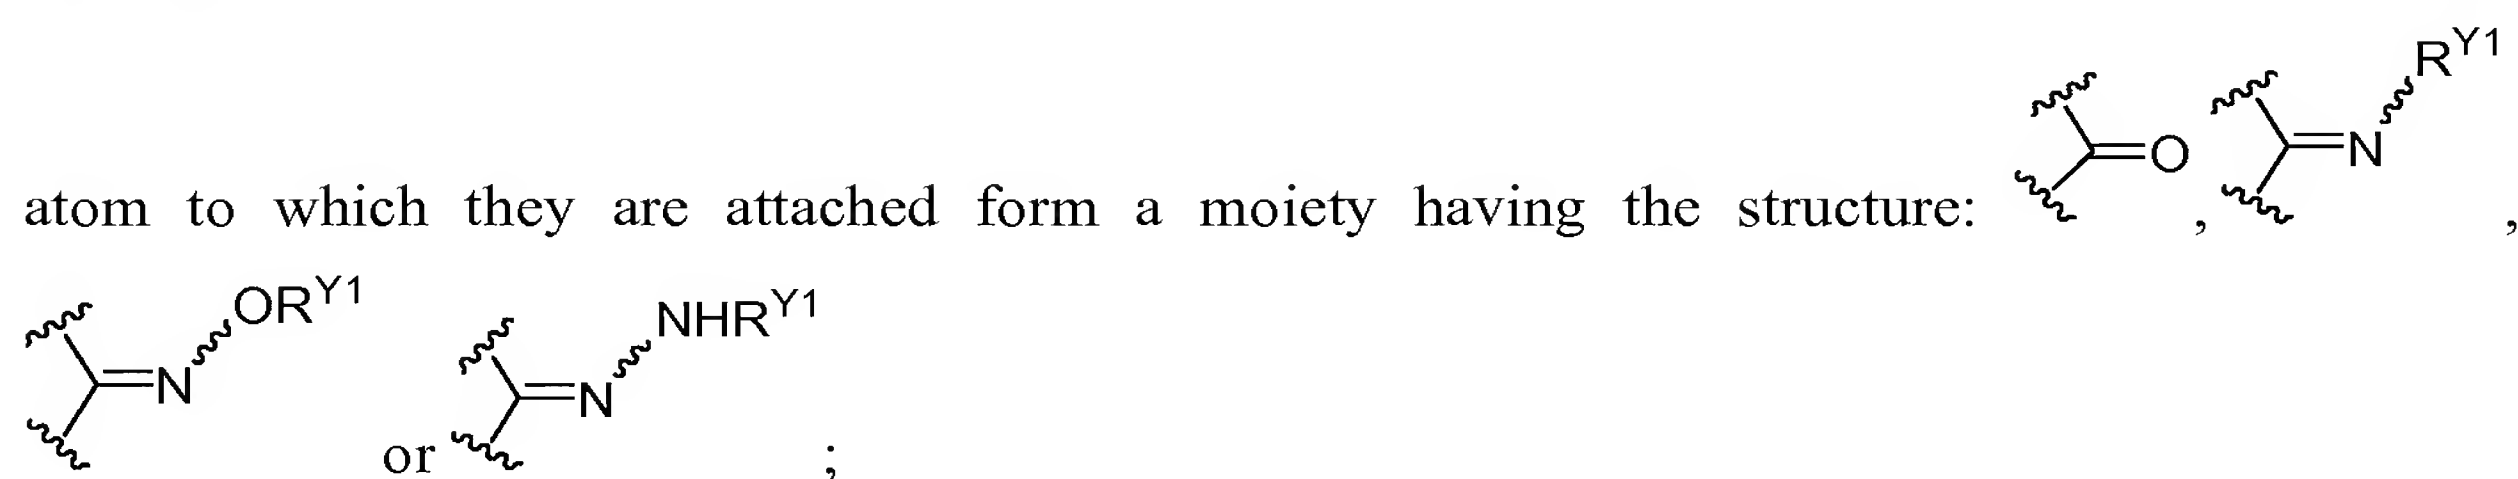 atom to which they are attached form a moiety having the structure: O , N R^Y1 ,
N OR^Y1 or N NHR^Y1 ;